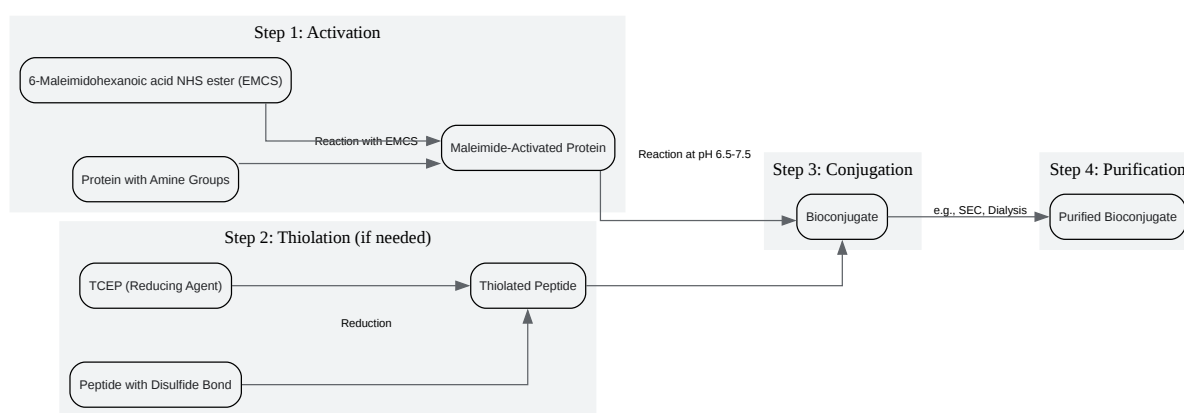 Step 1: Activation
6-Maleimidohexanoic acid NHS ester (EMCS)
Reaction with EMCS
Maleimide-Activated Protein
Protein with Amine Groups
Reaction at pH 6.5-7.5
Step 3: Conjugation
Bioconjugate
e.g., SEC, Dialysis
Step 4: Purification
Purified Bioconjugate
Step 2: Thiolation (if needed)
TCEP (Reducing Agent)
Thiolated Peptide
Reduction
Peptide with Disulfide Bond